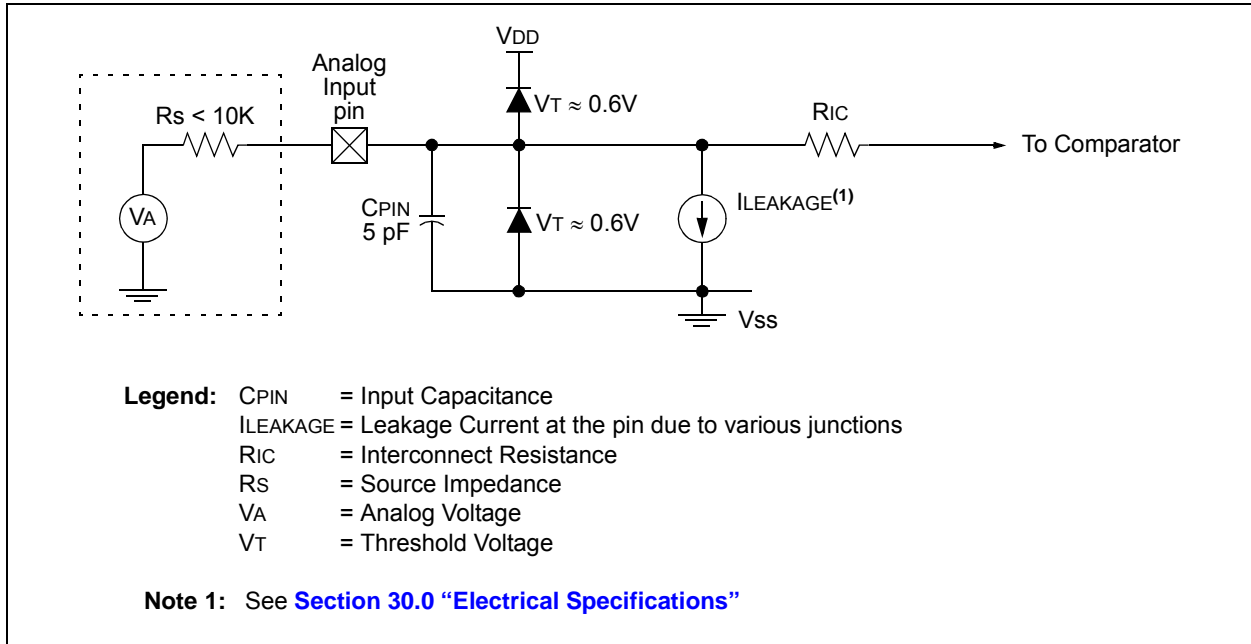 VDD
Analog
Input
pin
Rs < 10K
VT ≈ 0.6V
RIC
To Comparator
VA
CPIN
5 pF
VT ≈ 0.6V
ILEAKAGE(1)
Vss
Legend: CPIN = Input Capacitance
ILEAKAGE = Leakage Current at the pin due to various junctions
RIC = Interconnect Resistance
RS = Source Impedance
VA = Analog Voltage
VT = Threshold Voltage
Note 1: See Section 30.0 “Electrical Specifications”